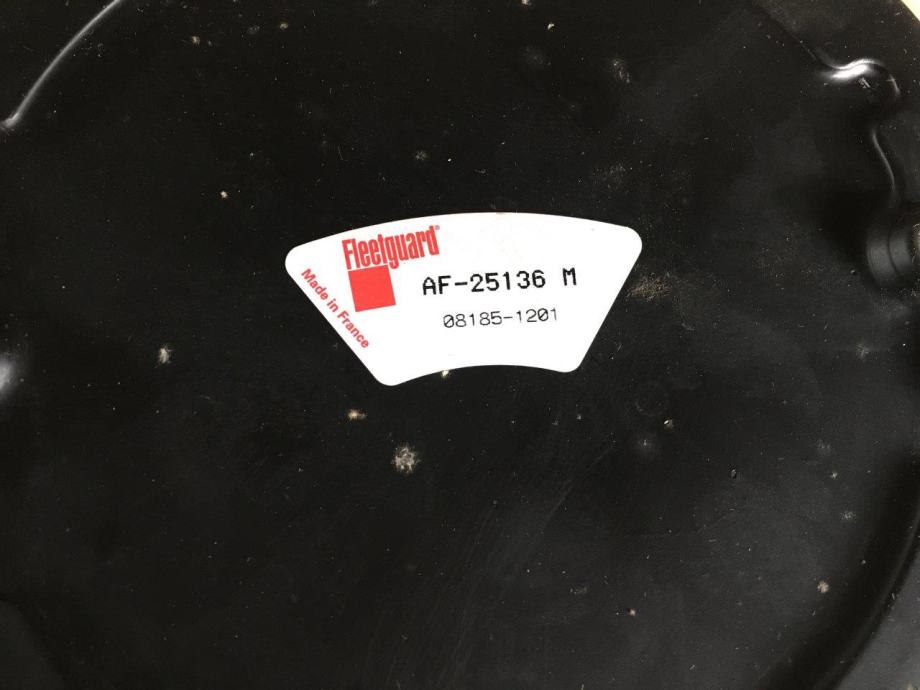 Fleetguard®
AF-25136 M
08185-1201
Made in France